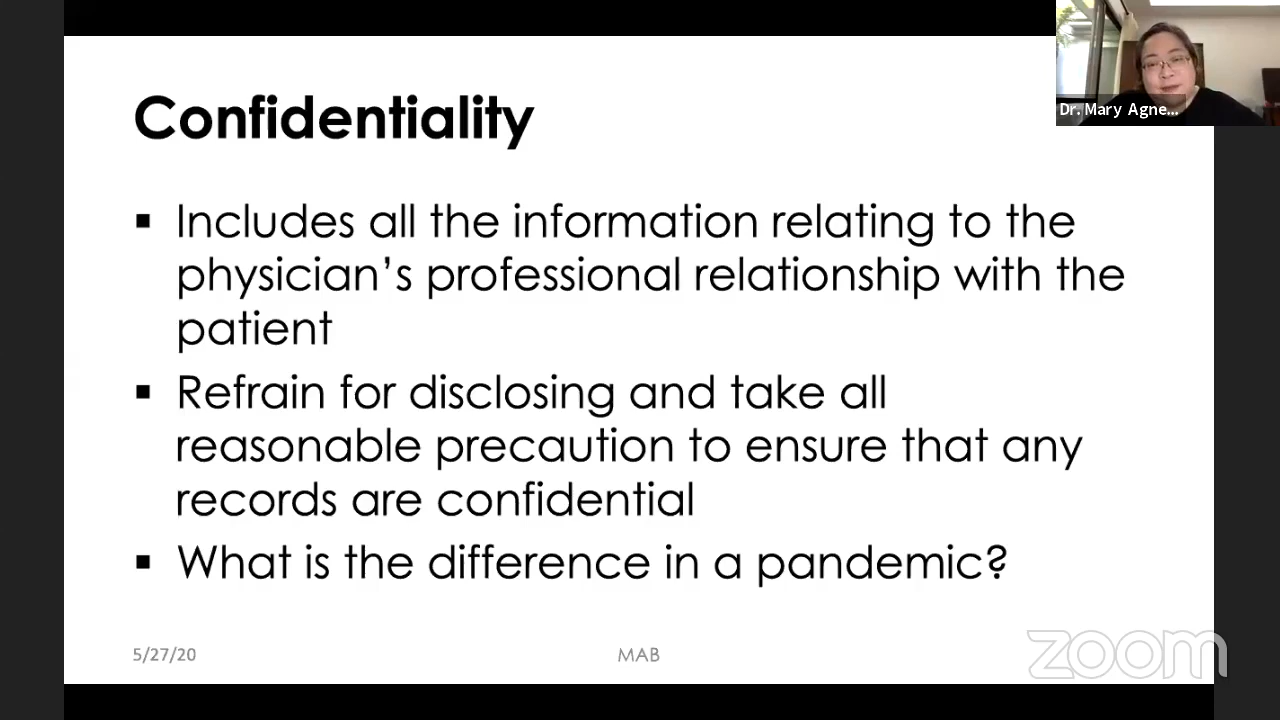 Confidentiality
Dr. Mary Agne...
▪ Includes all the information relating to the
physician's professional relationship with the
patient
▪ Refrain for disclosing and take all
reasonable precaution to ensure that any
records are confidential
▪ What is the difference in a pandemic?
5/27/20
MAB
zoom